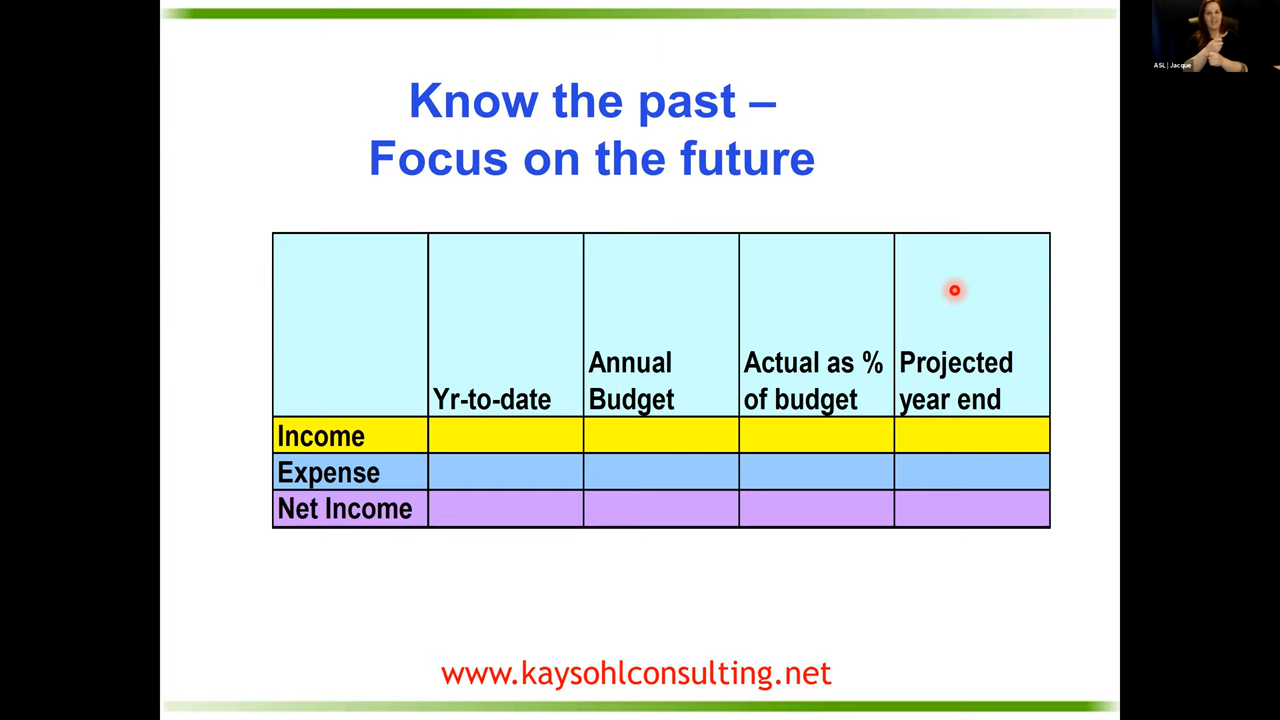 ASL | Jacque
Know the past –
Focus on the future
Yr-to-date
Annual
Budget
Actual as %
of budget
Projected
year end
Income
Expense
Net Income
www.kaysohlconsulting.net